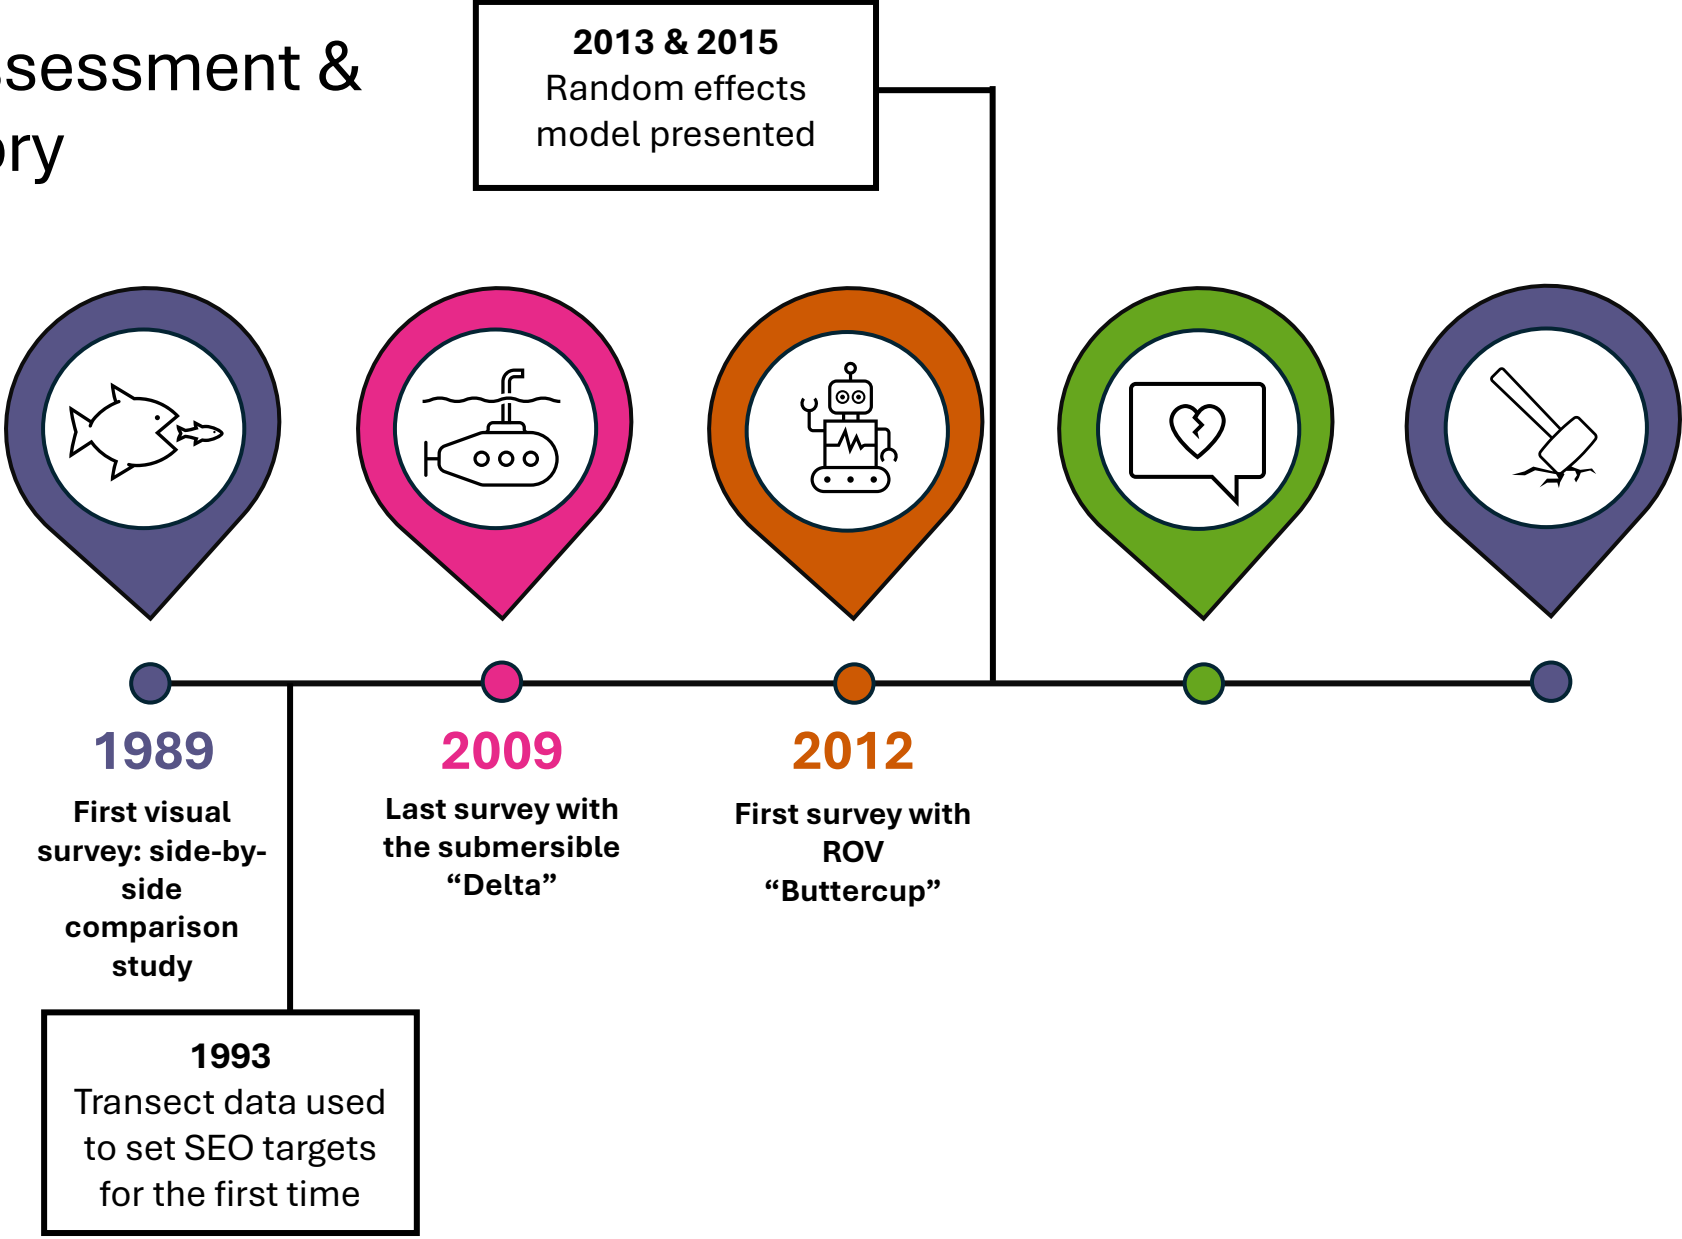 ssessment &
ory
2013 & 2015
Random effects
model presented
1989
First visual
survey: side-by-
side
comparison
study
2009
Last survey with
the submersible
“Delta”
2012
First survey with
ROV
“Buttercup”
1993
Transect data used
to set SEO targets
for the first time